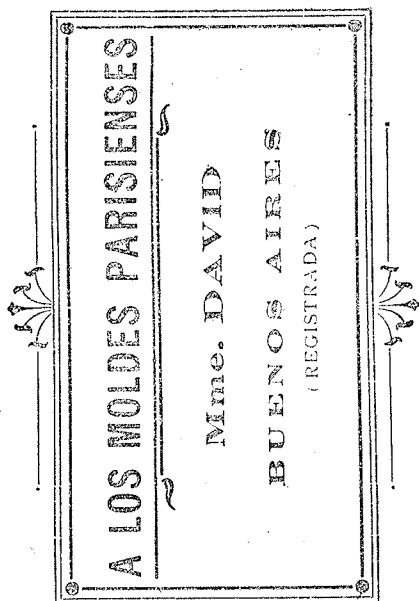 A LOS MOLDES PARISIENSES
Mme. DAVID
BUENOS AIRES
(REGISTRADA)